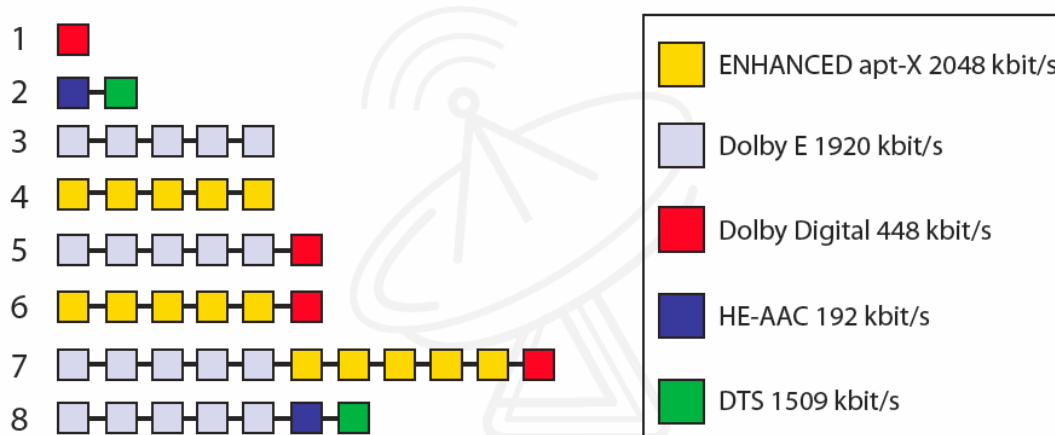 1
2
3
4
5
6
7
8
ENHANCED apt-X 2048 kbit/s
Dolby E 1920 kbit/s
Dolby Digital 448 kbit/s
HE-AAC 192 kbit/s
DTS 1509 kbit/s